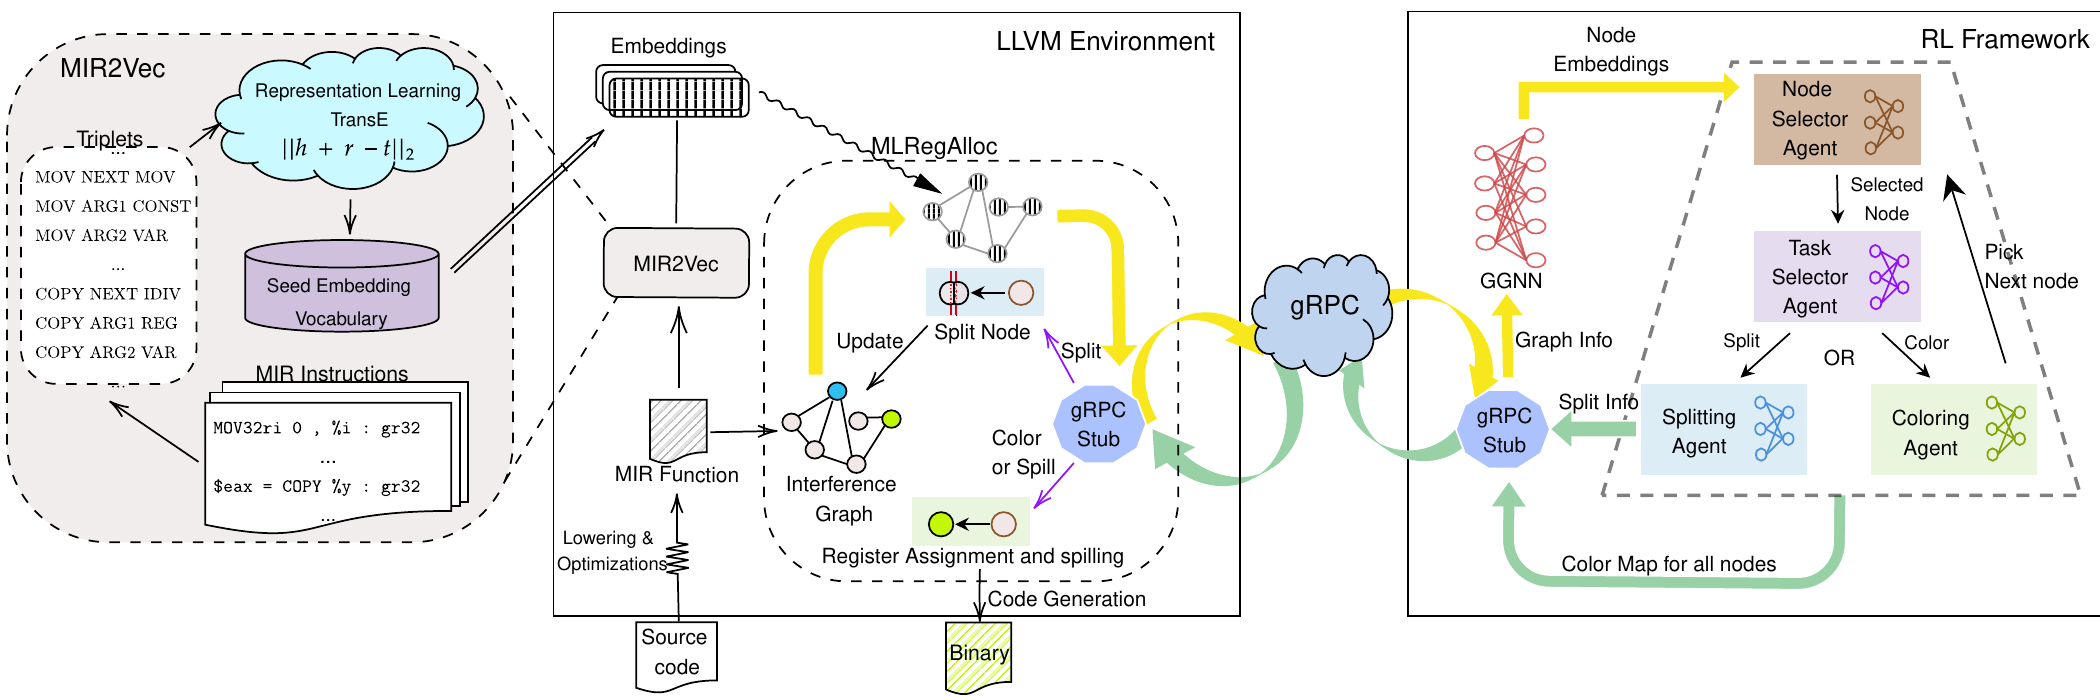 MIR2Vec
Representation Learning
TransE
||h + r − t||₂
Triplets
...
MOV NEXT MOV
MOV ARG1 CONST
MOV ARG2 VAR
...
COPY NEXT IDIV
COPY ARG1 REG
COPY ARG2 VAR
...
Seed Embedding
Vocabulary
MIR Instructions
MOV32ri 0 , %i : gr32
...
$eax = COPY %y : gr32
...
LLVM Environment
Embeddings
MIR2Vec
MIR Function
Lowering &
Optimizations
Source
code
MLRegAlloc
Split Node
Update
Split
gRPC
Stub
Color
or Spill
Interference
Graph
Register Assignment and spilling
Code Generation
Binary
gRPC
RL Framework
Node
Embeddings
GGNN
Graph Info
gRPC
Stub
Split Info
Node
Selector
Agent
Selected
Node
Task
Selector
Agent
Pick
Next node
Split
OR
Color
Splitting
Agent
Coloring
Agent
Color Map for all nodes